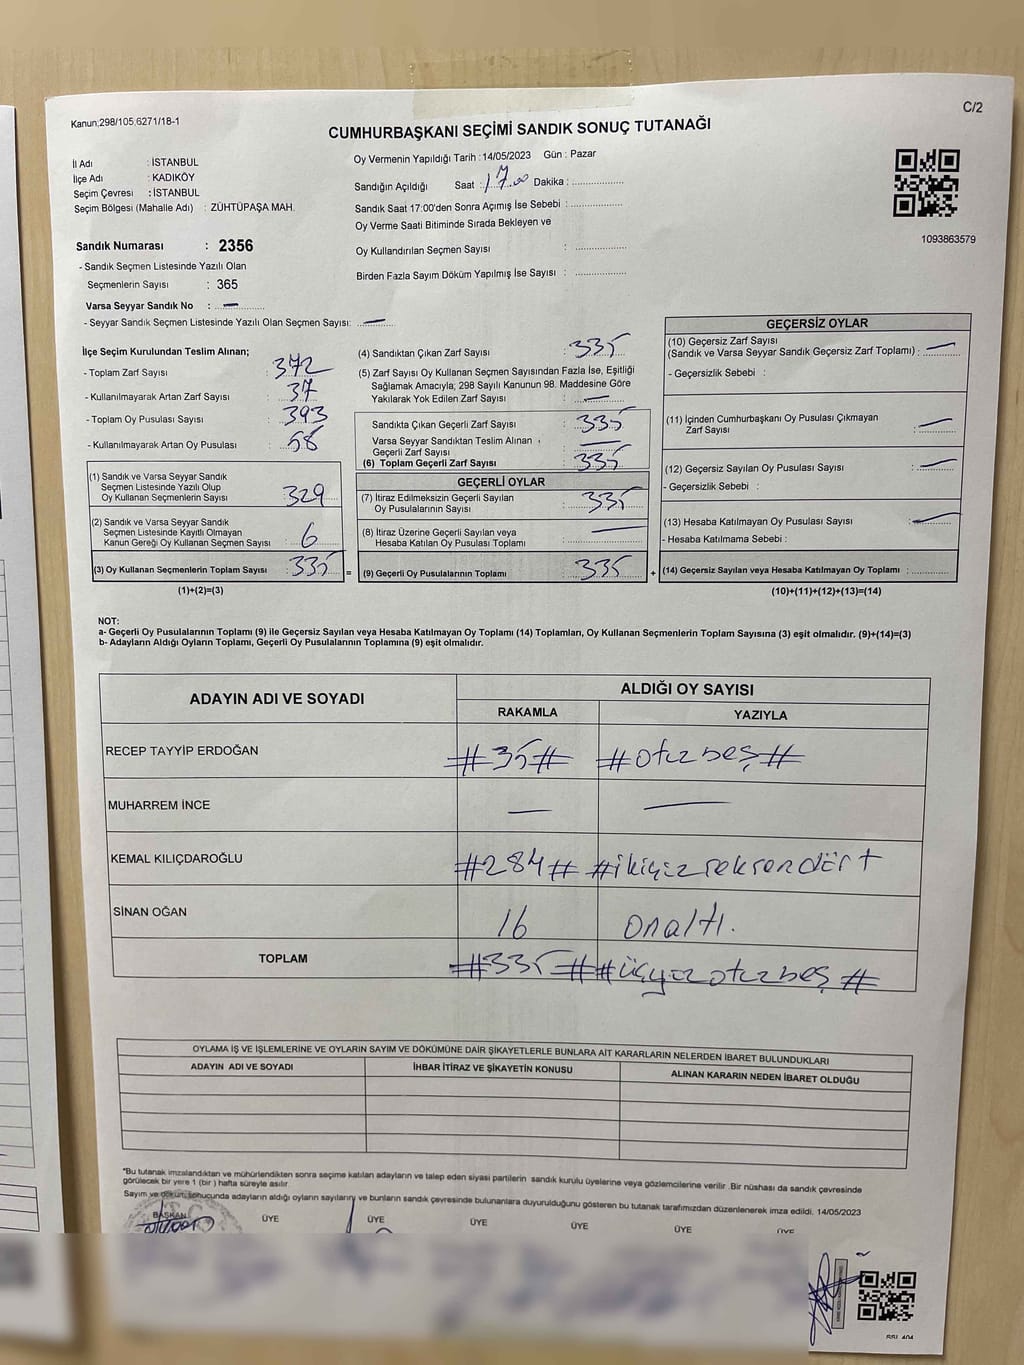 Kanun;298/105,6271/18-1
C/2
CUMHURBAŞKANI SEÇİMİ SANDIK SONUÇ TUTANAĞI
İl Adı : İSTANBUL
İlçe Adı : KADIKÖY
Seçim Çevresi : İSTANBUL
Seçim Bölgesi (Mahalle Adı) : ZÜHTÜPAŞA MAH.
Oy Vermenin Yapıldığı Tarih : 14/05/2023 Gün : Pazar
Sandığın Açıldığı Saat : 17.00 Dakika :
Sandık Saat 17:00'den Sonra Açımış İse Sebebi :
Oy Verme Saati Bitiminde Sırada Bekleyen ve
Oy Kullandırılan Seçmen Sayısı :
Birden Fazla Sayım Döküm Yapılmış İse Sayısı :
1093863579
Sandık Numarası : 2356
- Sandık Seçmen Listesinde Yazılı Olan
Seçmenlerin Sayısı : 365
Varsa Seyyar Sandık No : —
- Seyyar Sandık Seçmen Listesinde Yazılı Olan Seçmen Sayısı: —
İlçe Seçim Kurulundan Teslim Alınan;
- Toplam Zarf Sayısı : 372
- Kullanılmayarak Artan Zarf Sayısı : 37
- Toplam Oy Pusulası Sayısı : 393
- Kullanılmayarak Artan Oy Pusulası : 58
(1) Sandık ve Varsa Seyyar Sandık
Seçmen Listesinde Yazılı Olup
Oy Kullanan Seçmenlerin Sayısı : 329
(2) Sandık ve Varsa Seyyar Sandık
Seçmen Listesinde Kayıtlı Olmayan
Kanun Gereği Oy Kullanan Seçmen Sayısı : 6
(3) Oy Kullanan Seçmenlerin Toplam Sayısı : 335 =
(1)+(2)=(3)
(4) Sandıktan Çıkan Zarf Sayısı : 335
(5) Zarf Sayısı Oy Kullanan Seçmen Sayısından Fazla İse, Eşitliği
Sağlamak Amacıyla; 298 Sayılı Kanunun 98. Maddesine Göre
Yakılarak Yok Edilen Zarf Sayısı : —
Sandıkta Çıkan Geçerli Zarf Sayısı : 335
Varsa Seyyar Sandıktan Teslim Alınan :
Geçerli Zarf Sayısı —
(6) Toplam Geçerli Zarf Sayısı : 335
GEÇERLİ OYLAR
(7) İtiraz Edilmeksizin Geçerli Sayılan
Oy Pusulalarının Sayısı : 335
(8) İtiraz Üzerine Geçerli Sayılan veya
Hesaba Katılan Oy Pusulası Toplamı : —
(9) Geçerli Oy Pusulalarının Toplamı : 335 +
GEÇERSİZ OYLAR
(10) Geçersiz Zarf Sayısı
(Sandık ve Varsa Seyyar Sandık Geçersiz Zarf Toplamı) : —
- Geçersizlik Sebebi :
(11) İçinden Cumhurbaşkanı Oy Pusulası Çıkmayan
Zarf Sayısı : —
(12) Geçersiz Sayılan Oy Pusulası Sayısı : —
- Geçersizlik Sebebi :
(13) Hesaba Katılmayan Oy Pusulası Sayısı : —
- Hesaba Katılmama Sebebi :
(14) Geçersiz Sayılan veya Hesaba Katılmayan Oy Toplamı :
(10)+(11)+(12)+(13)=(14)
NOT:
a- Geçerli Oy Pusulalarının Toplamı (9) ile Geçersiz Sayılan veya Hesaba Katılmayan Oy Toplamı (14) Toplamları, Oy Kullanan Seçmenlerin Toplam Sayısına (3) eşit olmalıdır. (9)+(14)=(3)
b- Adayların Aldığı Oyların Toplamı, Geçerli Oy Pusulalarının Toplamına (9) eşit olmalıdır.
ADAYIN ADI VE SOYADI
ALDIĞI OY SAYISI
RAKAMLA YAZIYLA
RECEP TAYYİP ERDOĞAN #35# #otuzbeş#
MUHARREM İNCE — —
KEMAL KILIÇDAROĞLU #284# #ikiyüzseksendört
SİNAN OĞAN 16 onaltı.
TOPLAM #335# #üçyüzotuzbeş#
OYLAMA İŞ VE İŞLEMLERİNE VE OYLARIN SAYIM VE DÖKÜMÜNE DAİR ŞİKAYETLERLE BUNLARA AİT KARARLARIN NELERDEN İBARET BULUNDUKLARI
ADAYIN ADI VE SOYADI İHBAR İTİRAZ VE ŞİKAYETİN KONUSU ALINAN KARARIN NEDEN İBARET OLDUĞU
*Bu tutanak imzalandıktan ve mühürlendikten sonra seçime katılan adayların ve talep eden siyasi partilerin sandık kurulu üyelerine veya gözlemcilerine verilir .Bir nüshası da sandık çevresinde
görülecek bir yere 1 (bir ) hafta süreyle asılır.
Sayım ve döküm sonucunda adayların aldığı oyların sayılarını ve bunların sandık çevresinde bulunanlara duyurulduğunu gösteren bu tutanak tarafımızdan düzenlenerek imza edildi. 14/05/2023
BAŞKAN ÜYE ÜYE ÜYE ÜYE ÜYE ÜYE